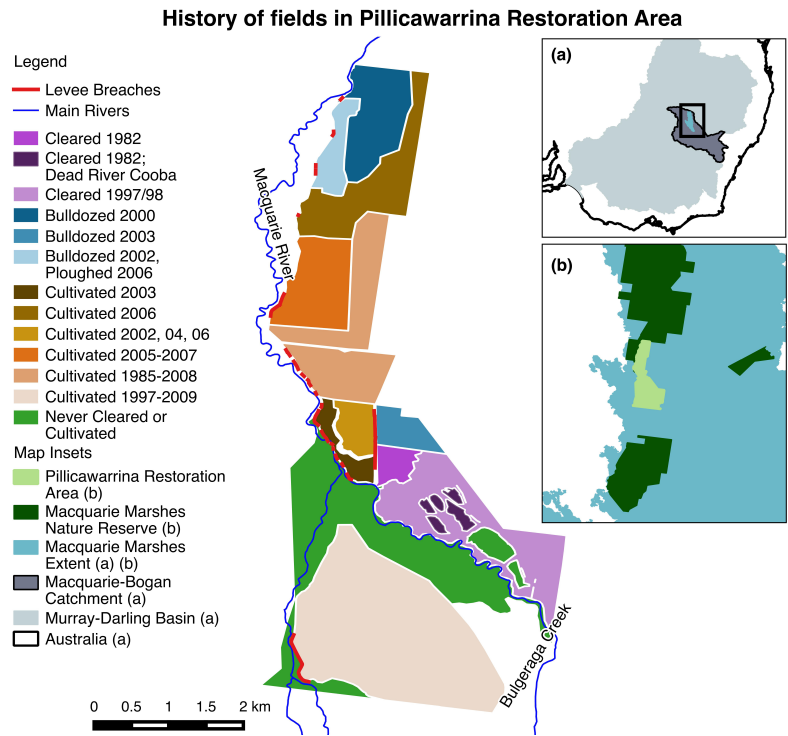 History of fields in Pillicawarrina Restoration Area
Legend
Levee Breaches
Main Rivers
Cleared 1982
Cleared 1982;
Dead River Cooba
Cleared 1997/98
Bulldozed 2000
Bulldozed 2003
Bulldozed 2002,
Ploughed 2006
Cultivated 2003
Cultivated 2006
Cultivated 2002, 04, 06
Cultivated 2005-2007
Cultivated 1985-2008
Cultivated 1997-2009
Never Cleared or
Cultivated
Map Insets
Pillicawarrina Restoration
Area (b)
Macquarie Marshes
Nature Reserve (b)
Macquarie Marshes
Extent (a) (b)
Macquarie-Bogan
Catchment (a)
Murray-Darling Basin (a)
Australia (a)
0 0.5 1 1.5 2 km
Macquarie River
Bulgeraga Creek
(a)
(b)